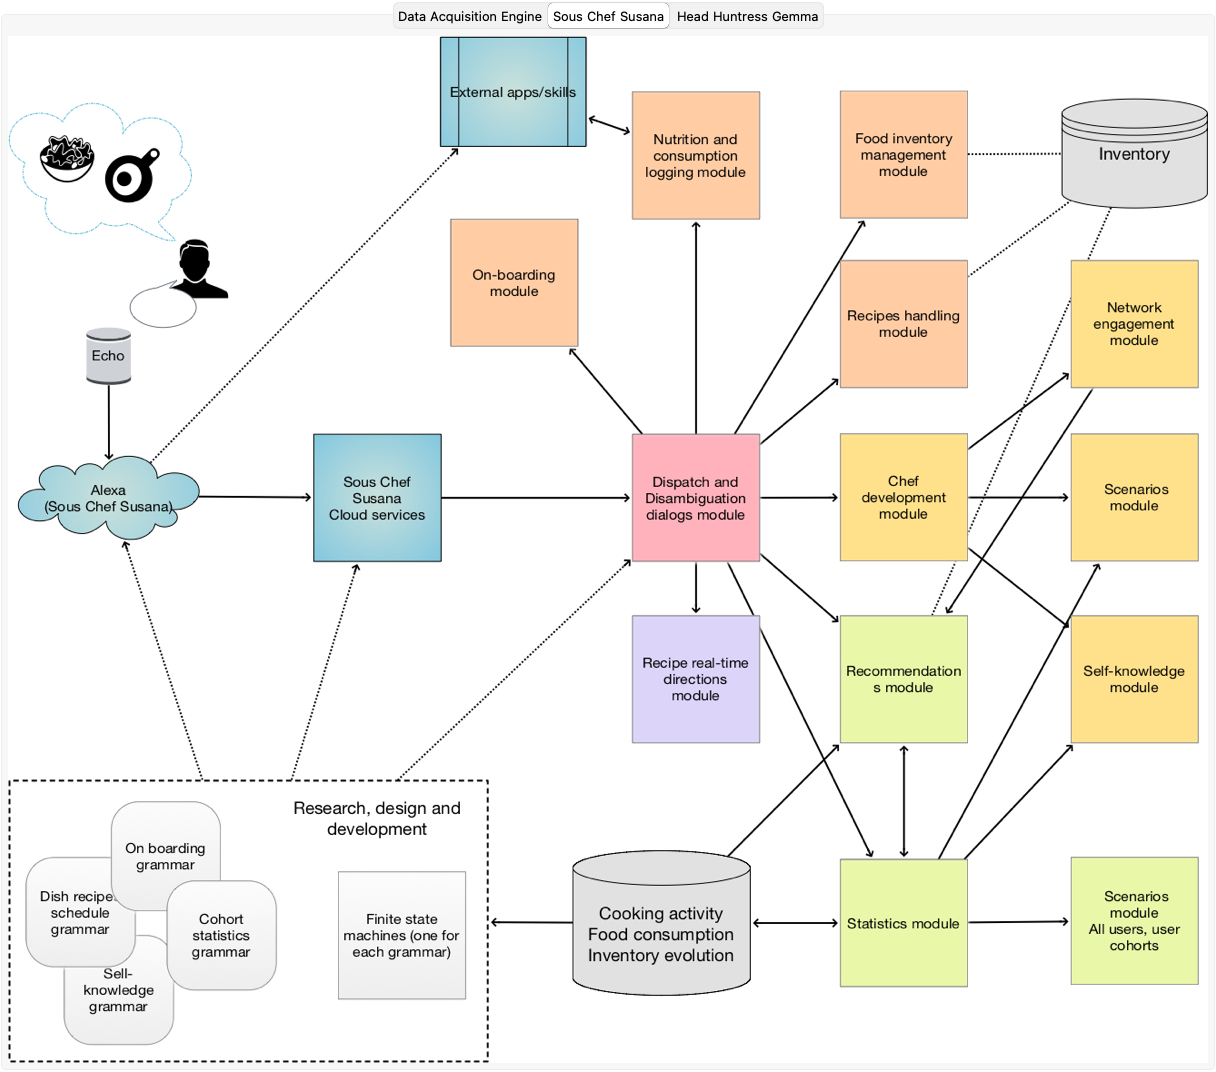 Data Acquisition Engine
Sous Chef Susana
Head Huntress Gemma
External apps/skills
Nutrition and
consumption
logging module
Food inventory
management
module
Inventory
On-boarding
module
Recipes handling
module
Network
engagement
module
Echo
Alexa
(Sous Chef Susana)
Sous Chef
Susana
Cloud services
Dispatch and
Disambiguation
dialogs module
Chef
development
module
Scenarios
module
Recipe real-time
directions
module
Recommendation
s module
Self-knowledge
module
Research, design and
development
On boarding
grammar
Dish recipe
schedule
grammar
Cohort
statistics
grammar
Self-
knowledge
grammar
Finite state
machines (one for
each grammar)
Cooking activity
Food consumption
Inventory evolution
Statistics module
Scenarios
module
All users, user
cohorts